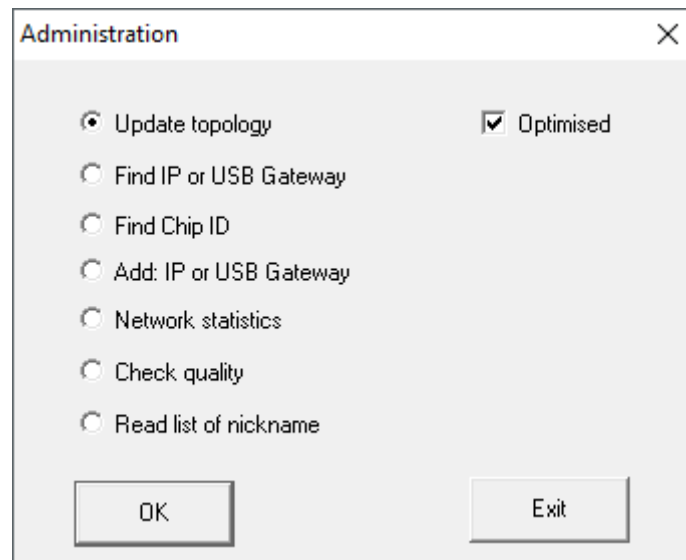 Administration
Update topology
Optimised
Find IP or USB Gateway
Find Chip ID
Add: IP or USB Gateway
Network statistics
Check quality
Read list of nickname
OK
Exit